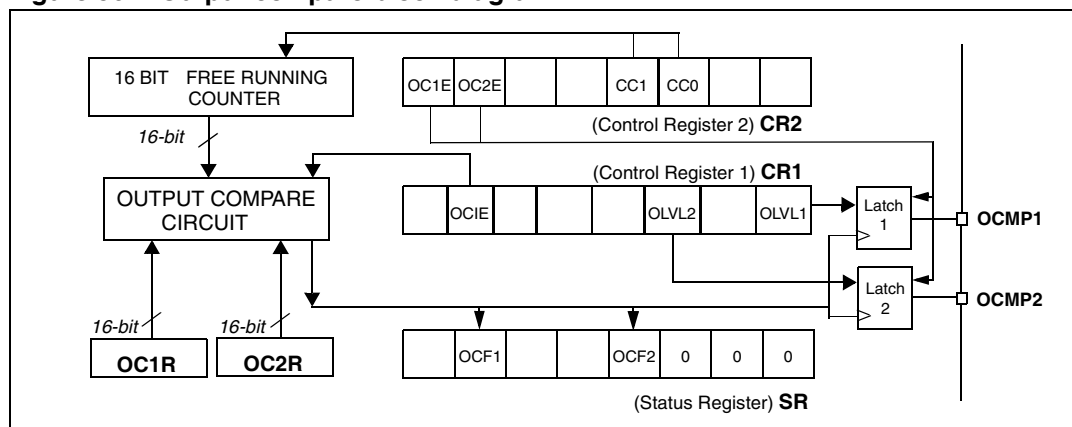 16 BIT FREE RUNNING
COUNTER
OC1E OC2E CC1 CC0
(Control Register 2) CR2
16-bit
(Control Register 1) CR1
OUTPUT COMPARE
CIRCUIT
OCIE OLVL2 OLVL1
Latch
1
OCMP1
Latch
2
OCMP2
16-bit
16-bit
OC1R
OC2R
OCF1 OCF2 0 0 0
(Status Register) SR